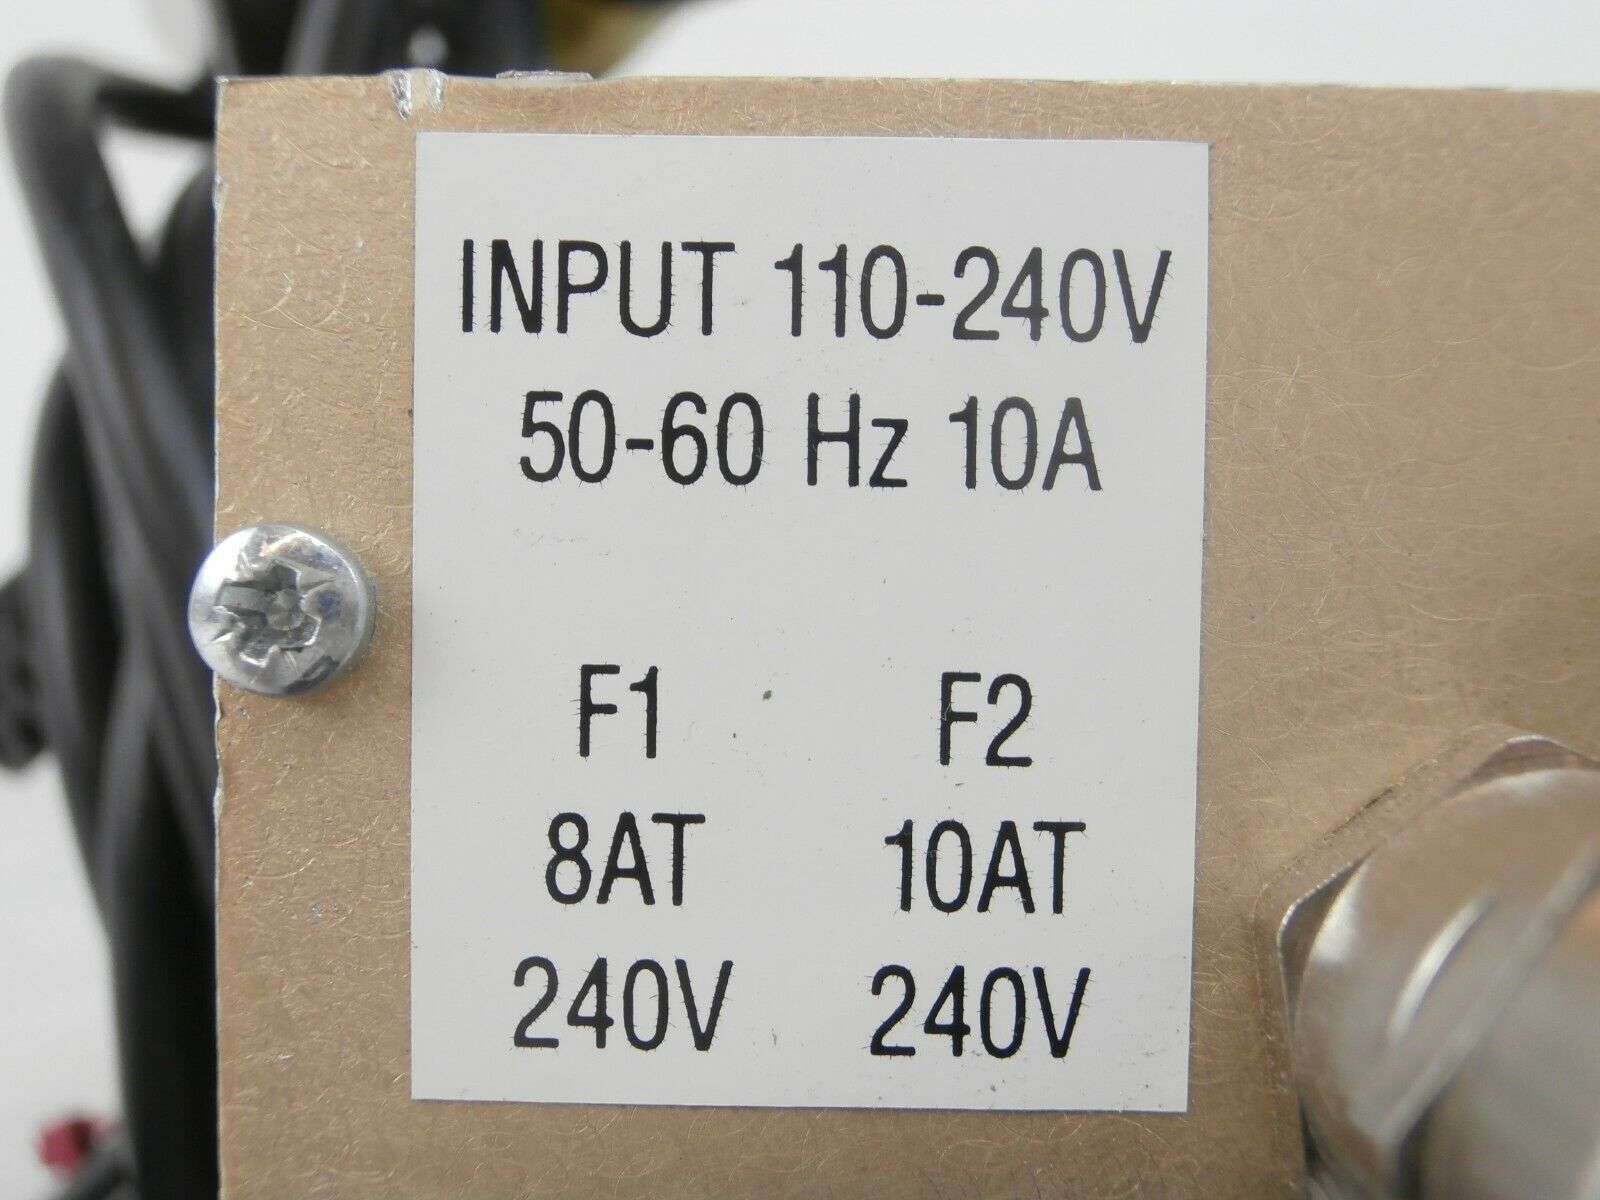 INPUT 110-240V
50-60 Hz 10A
F1 F2
8AT 10AT
240V 240V